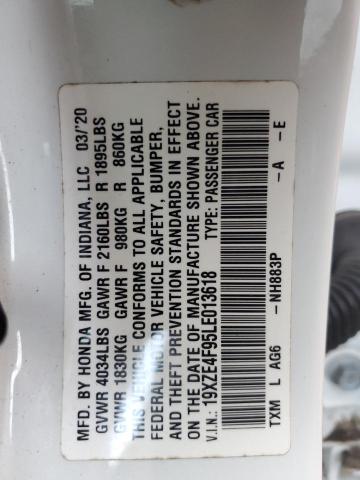 MFD. BY HONDA MFG. OF INDIANA, LLC 03/'20
GVWR 4034LBS GAWR F 2160LBS R 1895LBS
GVWR 1830KG GAWR F 980KG R 860KG
THIS VEHICLE CONFORMS TO ALL APPLICABLE
FEDERAL MOTOR VEHICLE SAFETY, BUMPER,
AND THEFT PREVENTION STANDARDS IN EFFECT
ON THE DATE OF MANUFACTURE SHOWN ABOVE.
V.I.N.: 19XZE4F95LE013618 TYPE: PASSENGER CAR
TXM L AG6 -NH883P -A -E